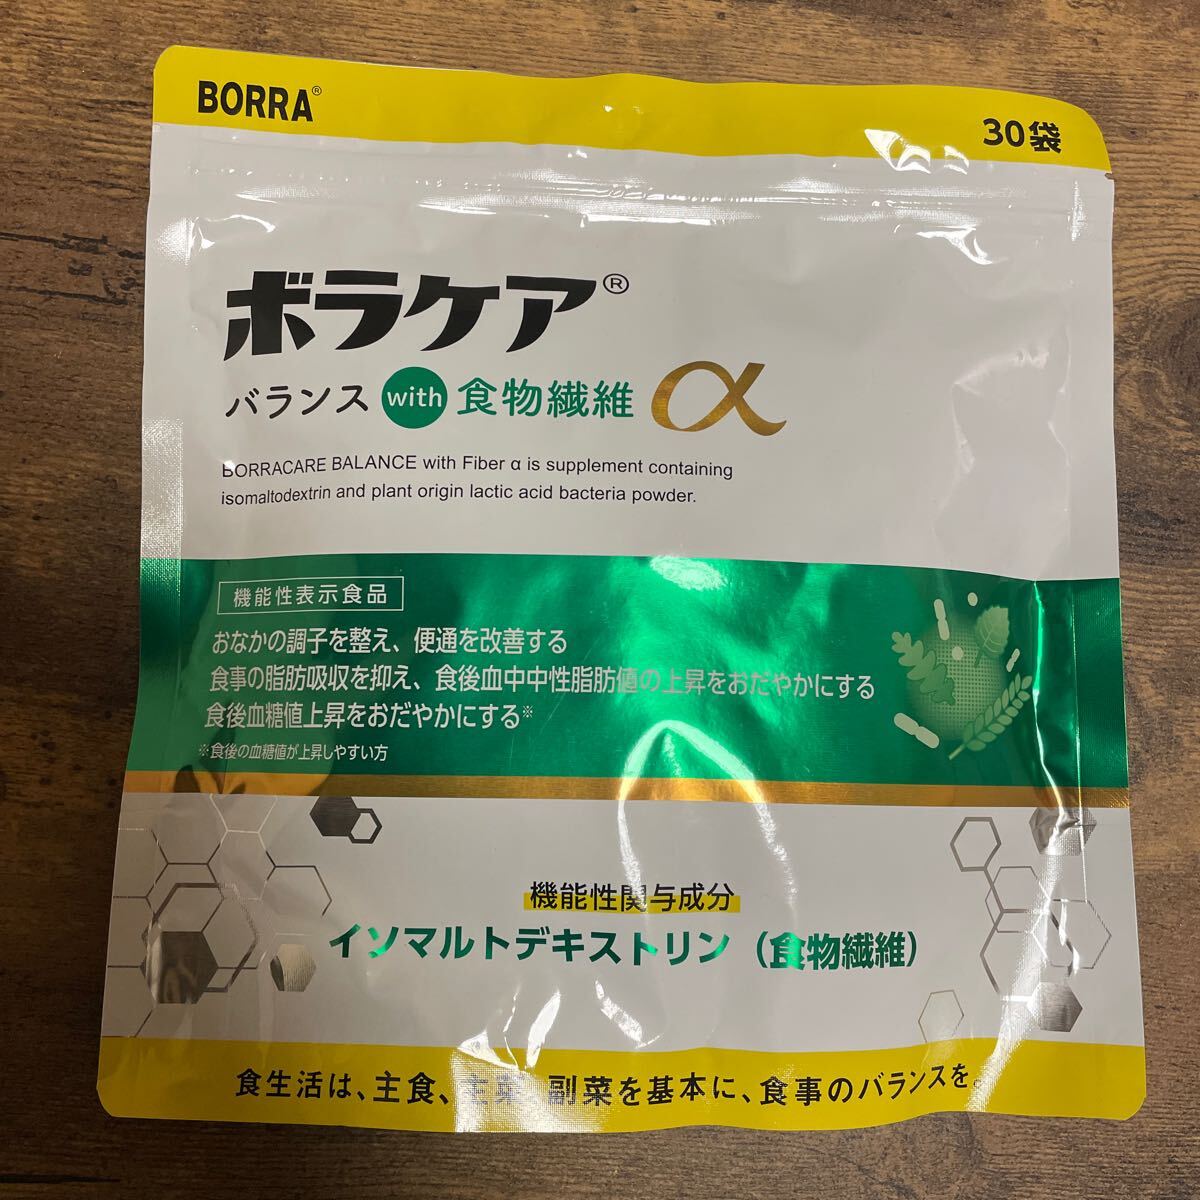 BORRA®
30袋
ボラケア®
バランス with 食物繊維 α
BORRACARE BALANCE with Fiber α is supplement containing
isomaltodextrin and plant origin lactic acid bacteria powder.
機能性表示食品
おなかの調子を整え、便通を改善する
食事の脂肪吸収を抑え、食後血中中性脂肪値の上昇をおだやかにする
食後血糖値上昇をおだやかにする※
※食後の血糖値が上昇しやすい方
機能性関与成分
イソマルトデキストリン（食物繊維）
食生活は、主食、主菜、副菜を基本に、食事のバランスを。